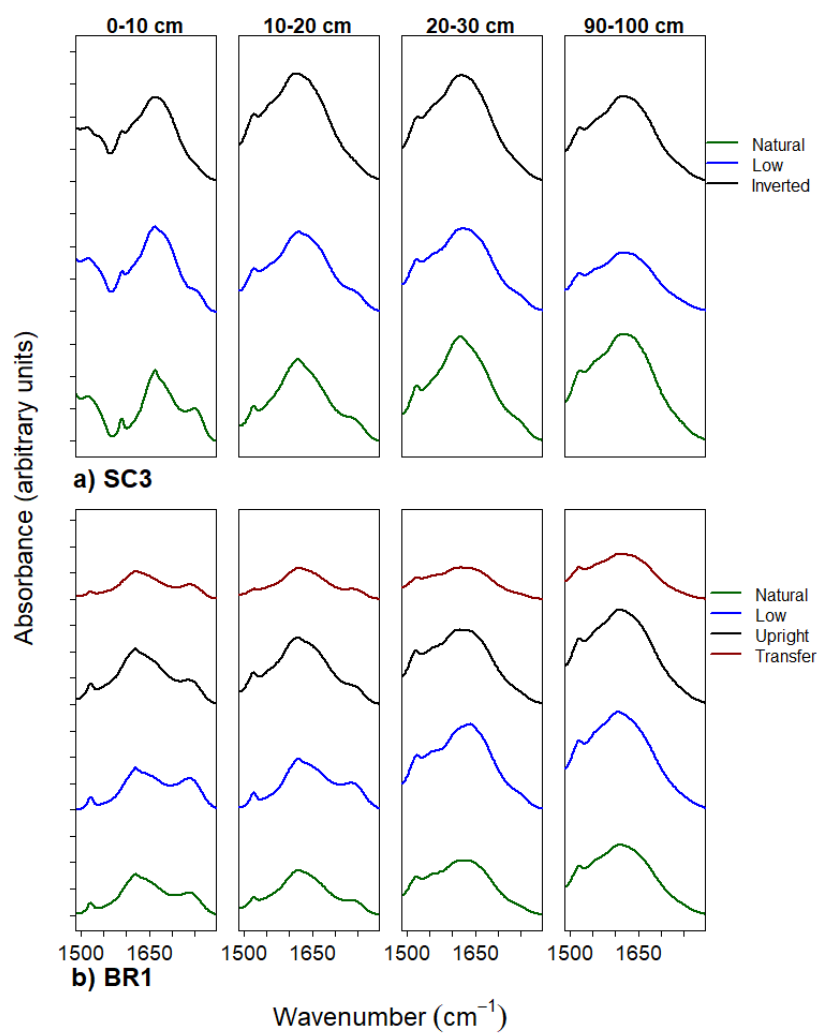 0-10 cm 10-20 cm 20-30 cm 90-100 cm
Natural
Low
Inverted
a) SC3
Absorbance (arbitrary units)
Natural
Low
Upright
Transfer
1500 1650 1500 1650 1500 1650 1500 1650
b) BR1
Wavenumber (cm⁻¹)